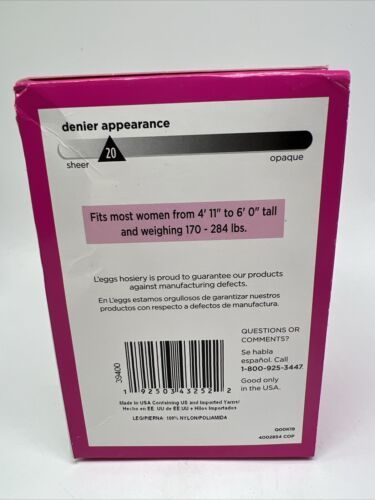 denier appearance
20
sheer
opaque
Fits most women from 4' 11" to 6' 0" tall
and weighing 170 - 284 lbs.
L'eggs hosiery is proud to guarantee our products
against manufacturing defects.
En L'eggs estamos orgullosos de garantizar nuestros
productos con respecto a defectos de manufactura.
QUESTIONS OR
COMMENTS?
Se habla
español. Call
1-800-925-3447.
Good only
in the USA.
39400
1 92503 43252 2
Made in USA Containing US and Imported Yarns/
Hecho en EE. UU de EE UU + Hilos Importados
LEG/PIERNA: 100% NYLON/POLIAMIDA
Q00K19
4002854 COP